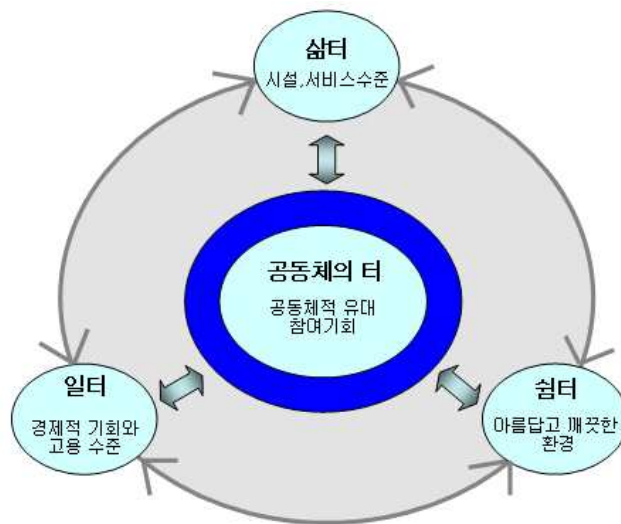 삶터
시설,서비스수준
공동체의 터
공동체적 유대
참여기회
일터
경제적 기회와
고용 수준
쉼터
아름답고 깨끗한
환경